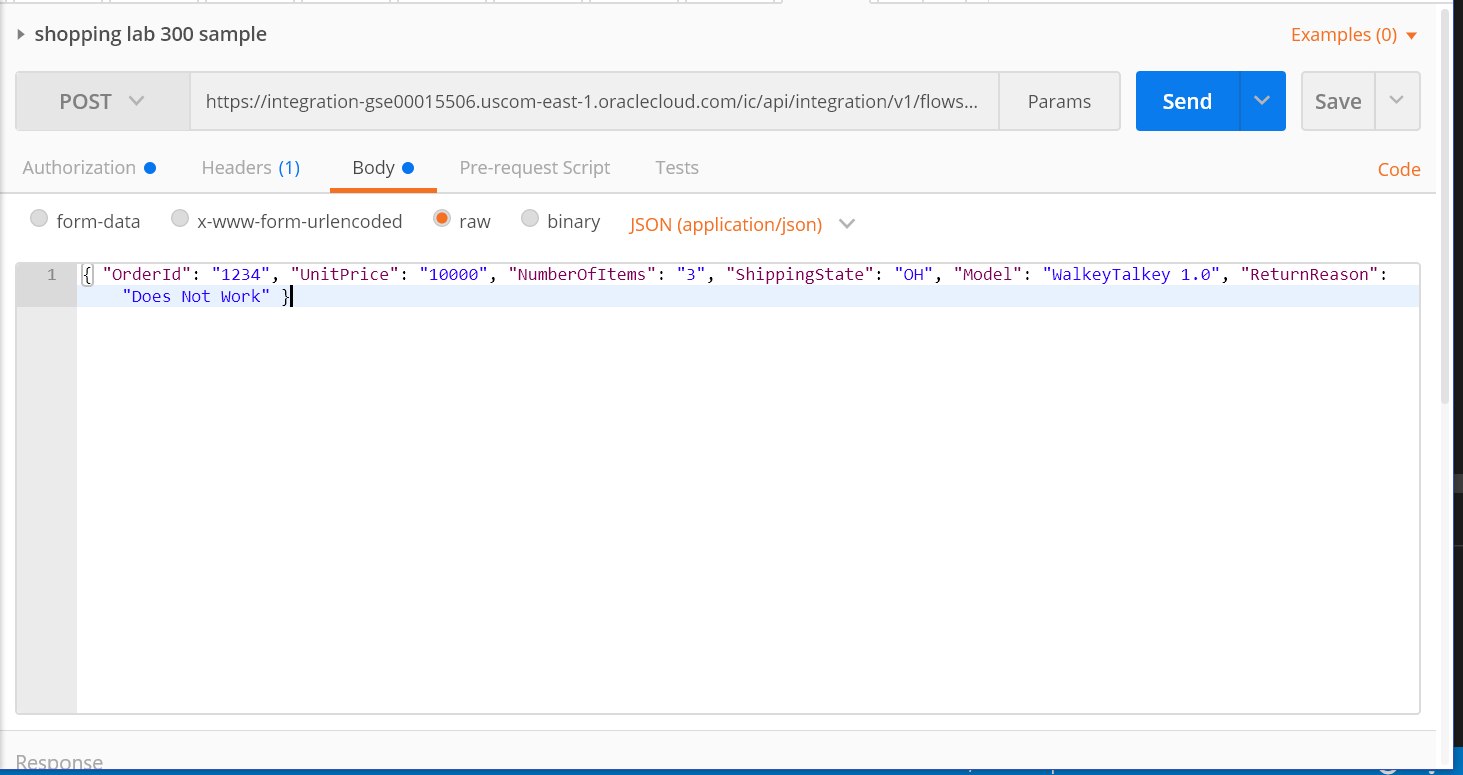 shopping lab 300 sample
Examples (0)
POST
https://integration-gse00015506.uscom-east-1.oraclecloud.com/ic/api/integration/v1/flows...
Params
Send
Save
Authorization
Headers (1)
Body
Pre-request Script
Tests
Code
form-data
x-www-form-urlencoded
raw
binary
JSON (application/json)
1
{ "OrderId": "1234", "UnitPrice": "10000", "NumberOfItems": "3", "ShippingState": "OH", "Model": "WalkeyTalkey 1.0", "ReturnReason":
"Does Not Work" }
Response